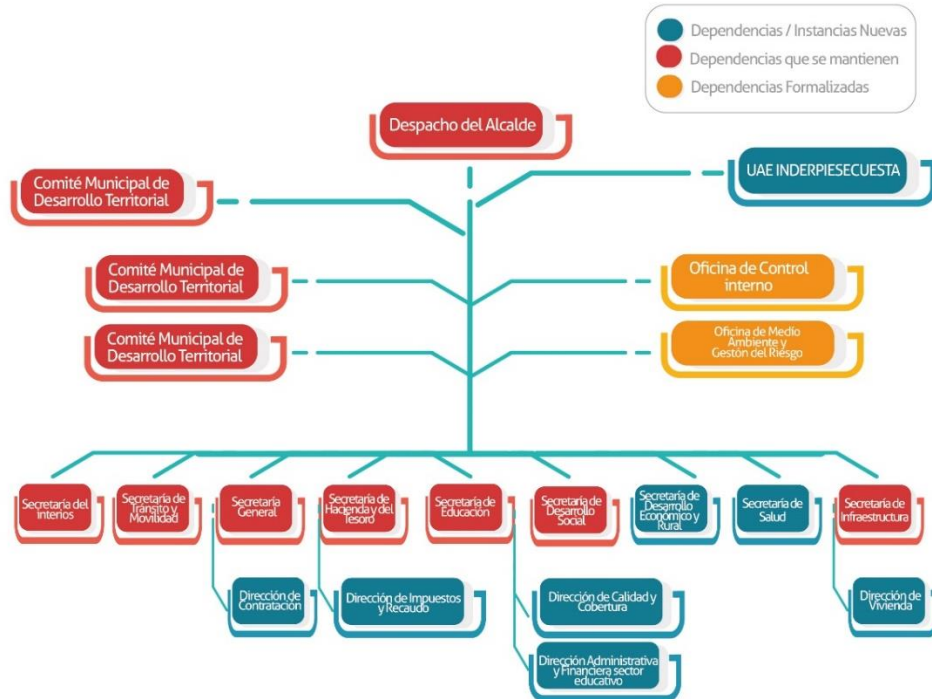 Dependencias / Instancias Nuevas
Dependencias que se mantienen
Dependencias Formalizadas
Despacho del Alcalde
Comité Municipal de
Desarrollo Territorial
UAE INDERPIESECUESTA
Comité Municipal de
Desarrollo Territorial
Oficina de Control
interno
Comité Municipal de
Desarrollo Territorial
Oficina de Medio
Ambiente y
Gestión del Riesgo
Secretaría del
interios
Secretaría de
Tránsito y
Movilidad
Secretaria
General
Secretaría de
Hacienda y del
Tesoro
Secretaría de
Educación
Secretaría de
Desarrollo
Social
Secretaría de
Desarrollo
Económico y
Rural
Secretaría de
Salud
Secretaría de
Infraestructura
Dirección de
Contratación
Dirección de Impuestos
y Recaudo
Dirección de Calidad y
Cobertura
Dirección de
Vivienda
Dirección Administrativa
y Financiera sector
educativo